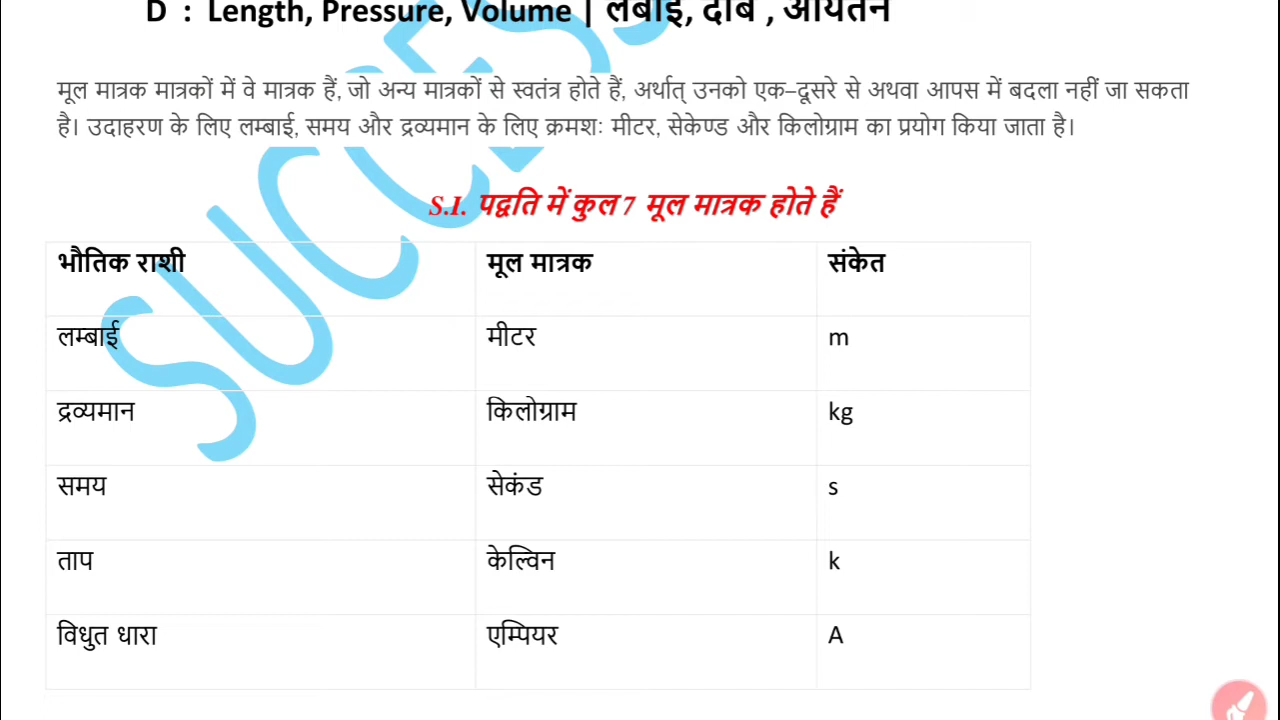 D : Length, Pressure, Volume | लंबाई, दाब , आयतन
मूल मात्रक मात्रकों में वे मात्रक हैं, जो अन्य मात्रकों से स्वतंत्र होते हैं, अर्थात् उनको एक–दूसरे से अथवा आपस में बदला नहीं जा सकता
है। उदाहरण के लिए लम्बाई, समय और द्रव्यमान के लिए क्रमशः मीटर, सेकेण्ड और किलोग्राम का प्रयोग किया जाता है।
S.I. पद्वति में कुल 7 मूल मात्रक होते हैं
भौतिक राशी मूल मात्रक संकेत
लम्बाई मीटर m
द्रव्यमान किलोग्राम kg
समय सेकंड s
ताप केल्विन k
विधुत धारा एम्पियर A
SUCCESS